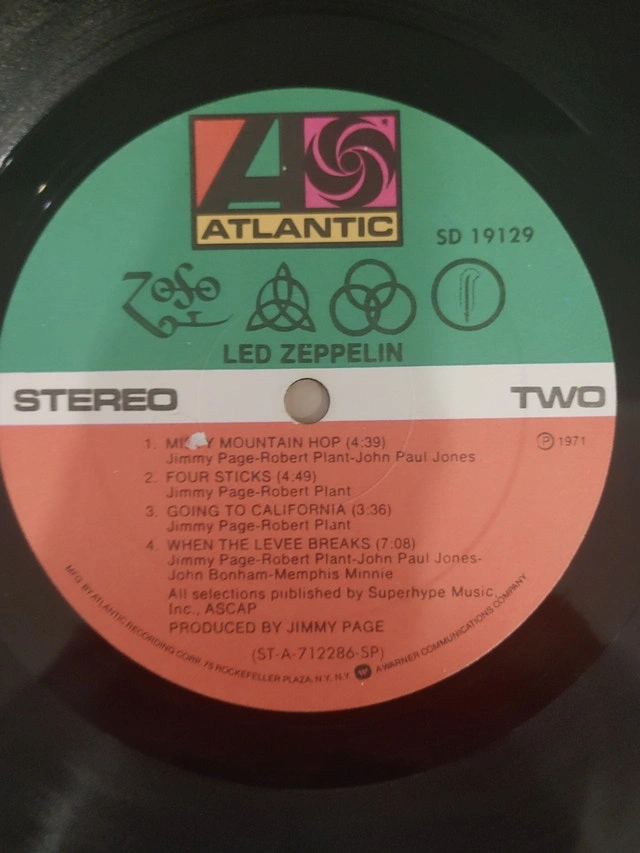 ATLANTIC
SD 19129
LED ZEPPELIN
STEREO
TWO
1. MOUNTAIN HOP (4:39)
Jimmy Page-Robert Plant-John Paul Jones
℗ 1971
2. FOUR STICKS (4:49)
Jimmy Page-Robert Plant
3. GOING TO CALIFORNIA (3:36)
Jimmy Page-Robert Plant
4. WHEN THE LEVEE BREAKS (7:08)
Jimmy Page-Robert Plant-John Paul Jones-
John Bonham-Memphis Minnie
All selections published by Superhype Music
Inc., ASCAP
PRODUCED BY JIMMY PAGE
(ST-A-712286-SP)
MFG. BY ATLANTIC RECORDING CORP. 75 ROCKEFELLER PLAZA, N.Y. N.Y. A WARNER COMMUNICATIONS COMPANY